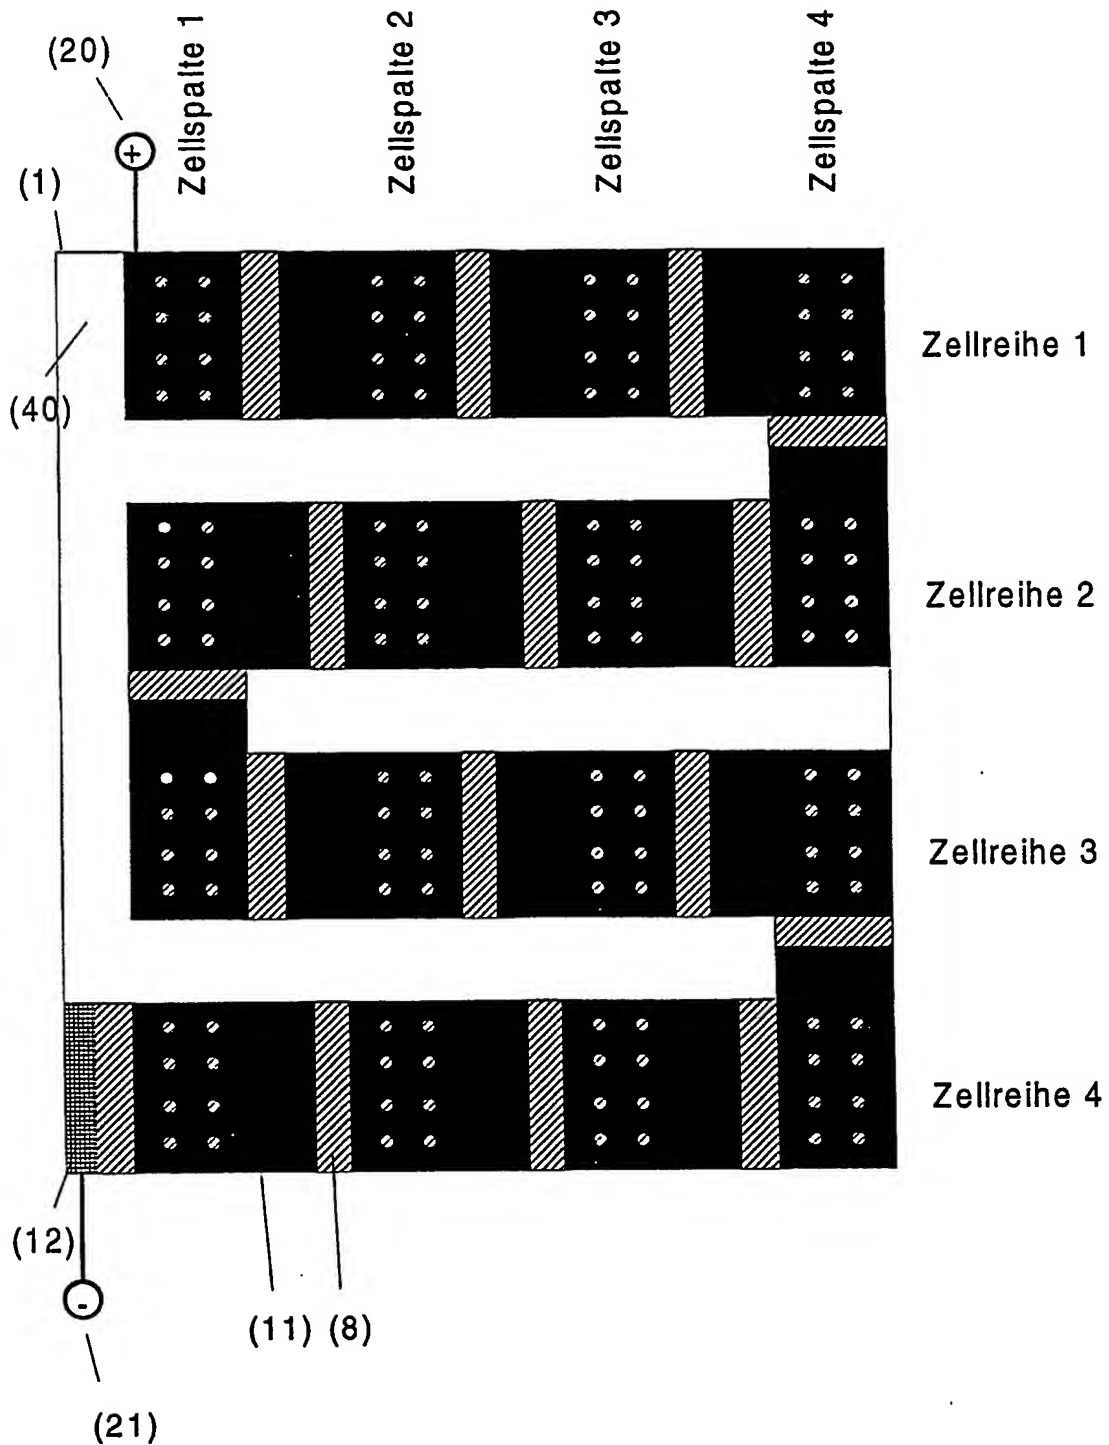 (20)
Zellspalte 1
Zellspalte 2
Zellspalte 3
Zellspalte 4
+
(1)
(40)
Zellreihe 1
Zellreihe 2
Zellreihe 3
Zellreihe 4
(12)
-
(11) (8)
(21)